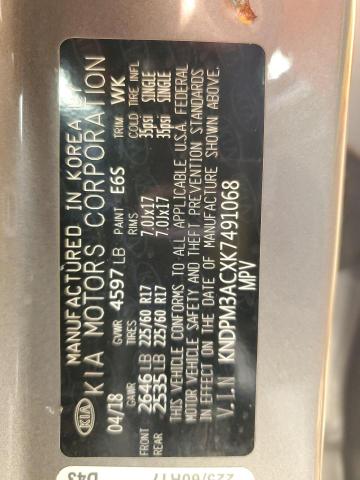 KIA
MANUFACTURED IN KOREA BY
KIA MOTORS CORPORATION
04/18 GVWR 4597 LB PAINT E6S TRIM WK
GAWR TIRES COLD TIRE INFL
FRONT 2646 LB 225/60 R17 7.0Jx17 35psi SINGLE
REAR 2535 LB 225/60 R17 7.0Jx17 35psi SINGLE
THIS VEHICLE CONFORMS TO ALL APPLICABLE U.S.A. FEDERAL
MOTOR VEHICLE SAFETY AND THEFT PREVENTION STANDARDS
IN EFFECT ON THE DATE OF MANUFACTURE SHOWN ABOVE.
V.I.N KNDPM3ACXK7491068
MPV
D43
225/60R17